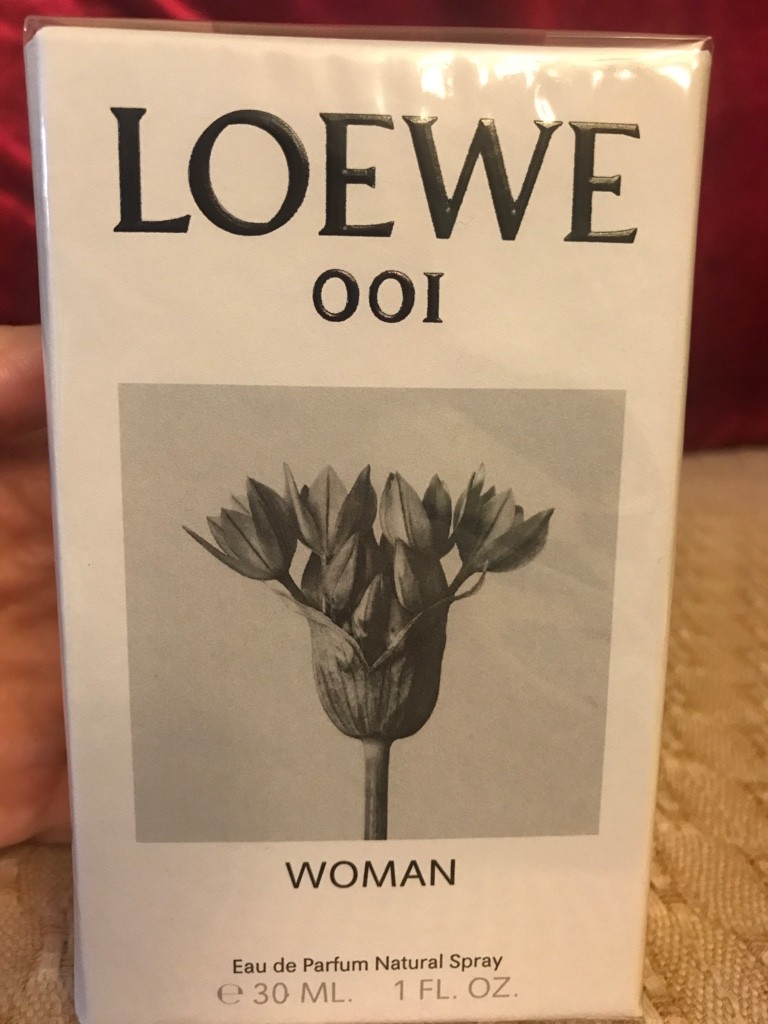 LOEWE
001
WOMAN
Eau de Parfum Natural Spray
℮ 30 ML. 1 FL. OZ.